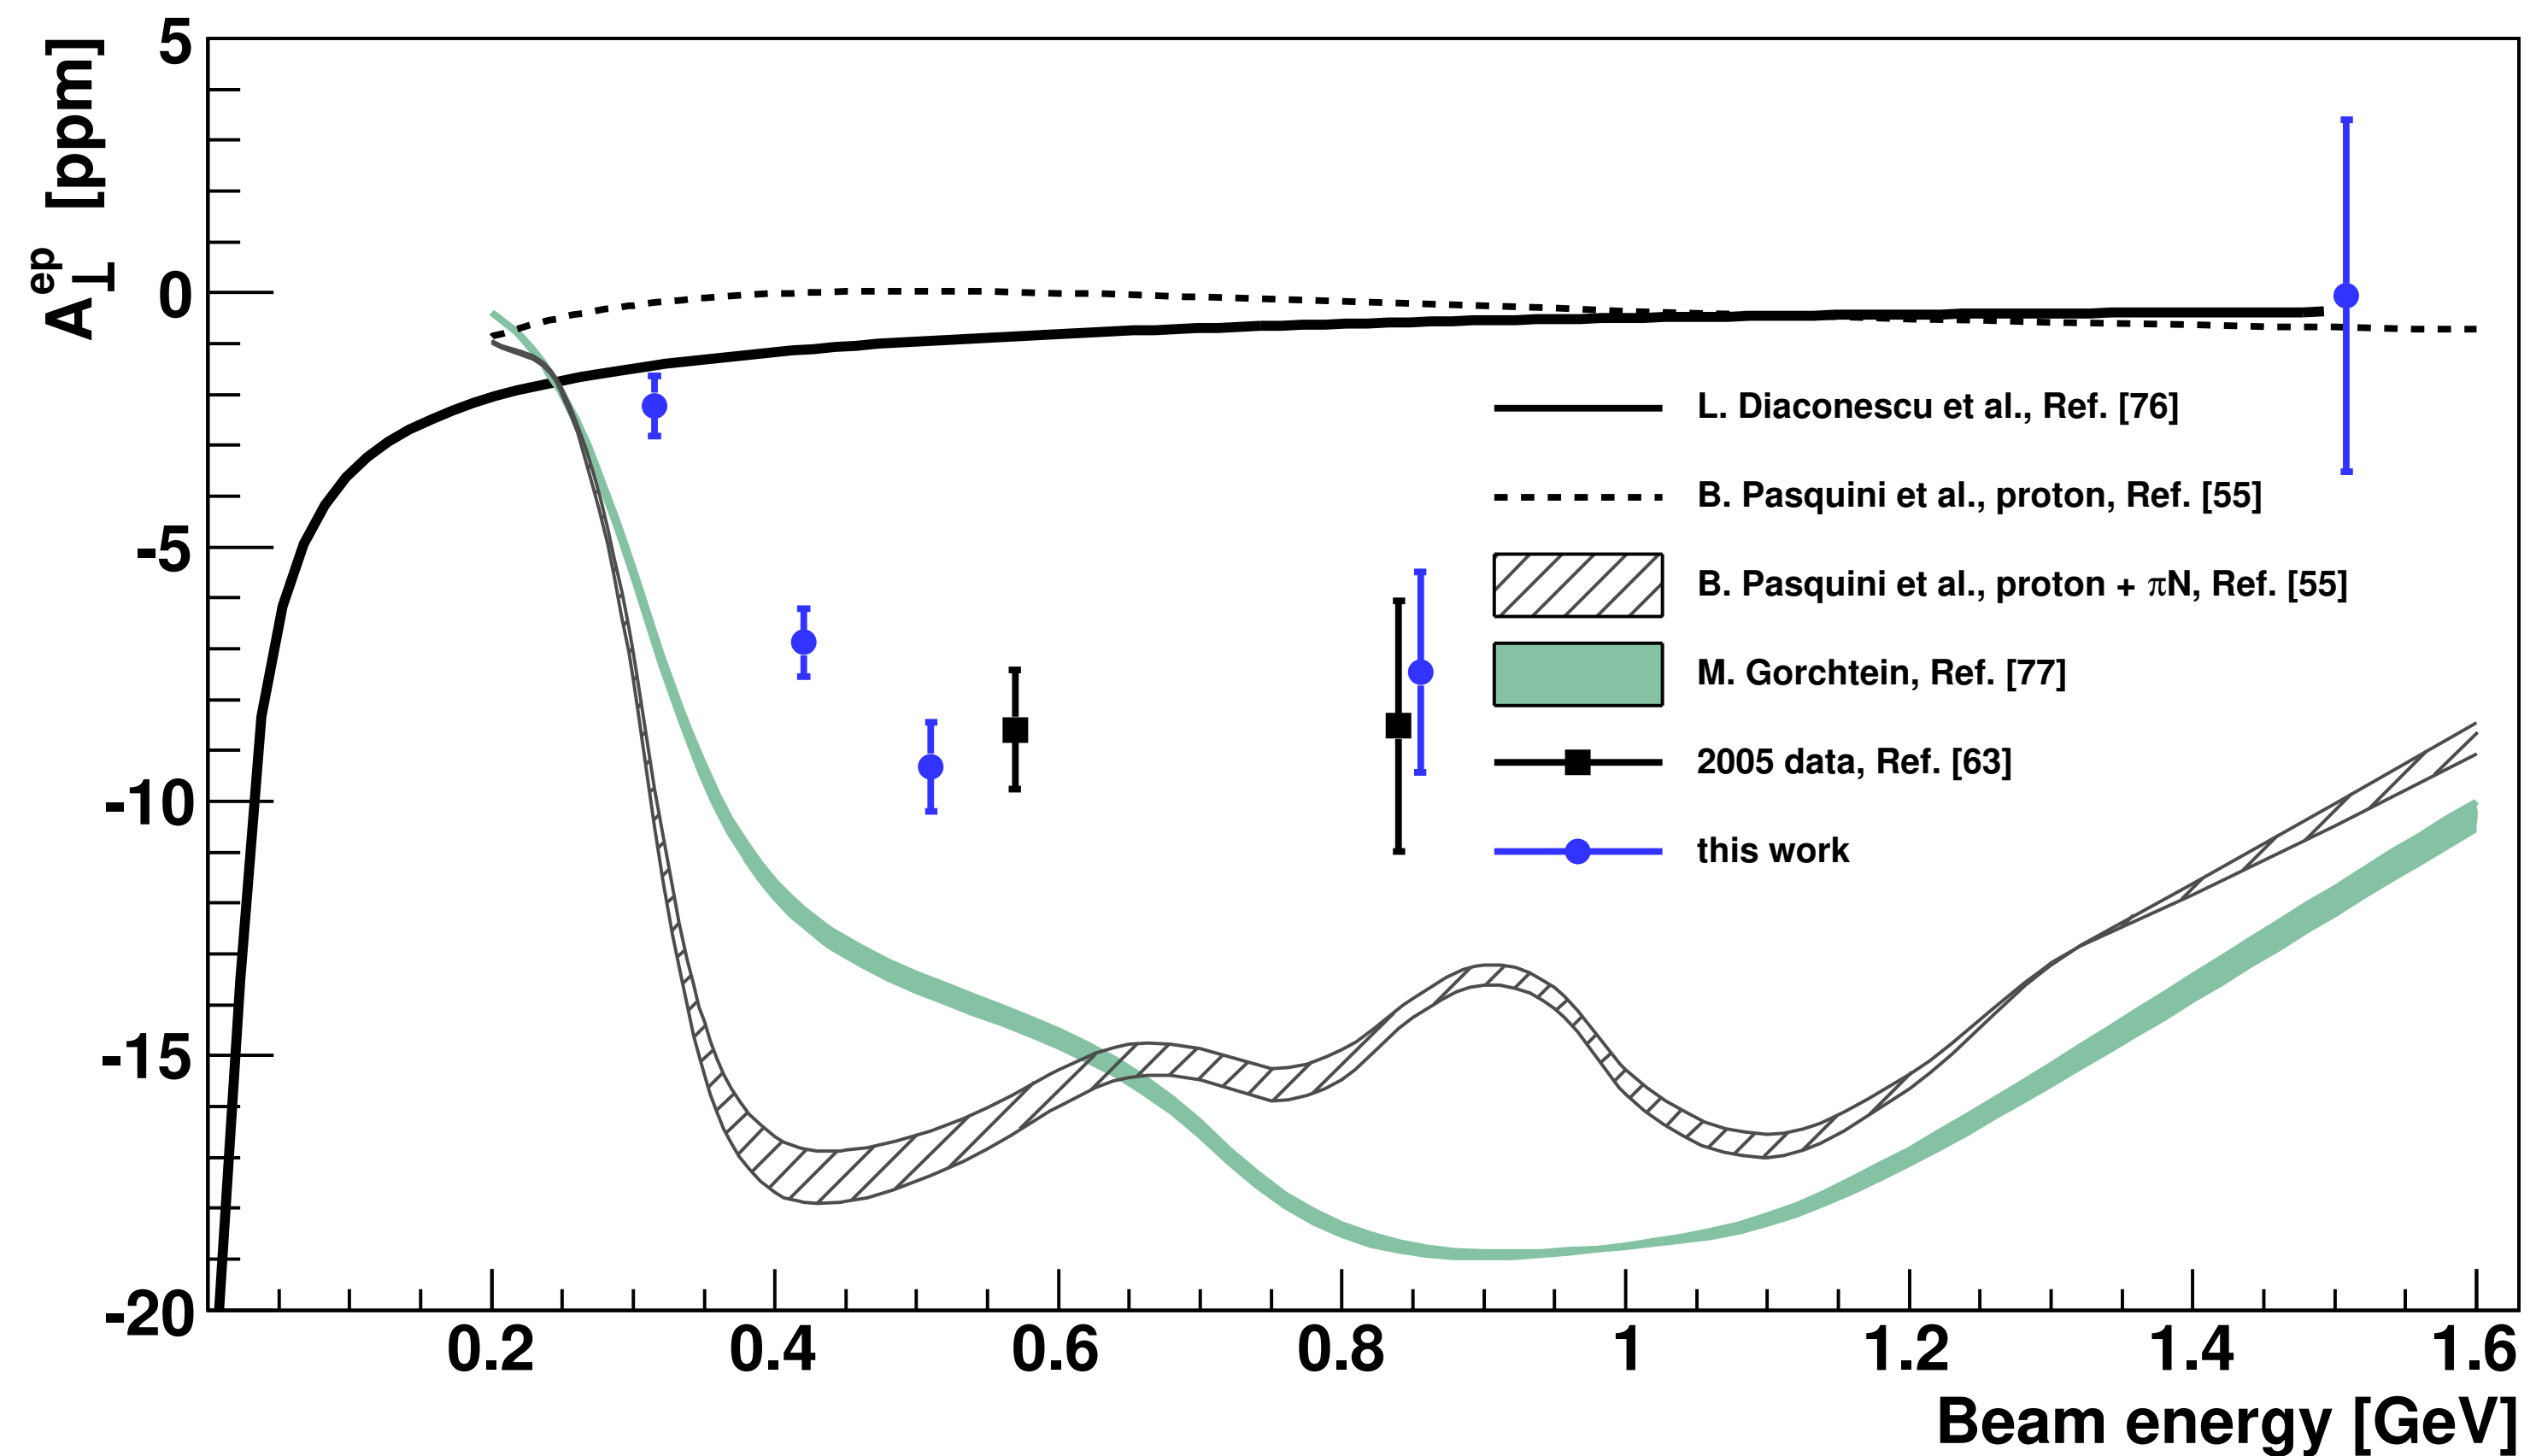 A⊥ep [ppm]
5
0
-5
-10
-15
-20
L. Diaconescu et al., Ref. [76]
B. Pasquini et al., proton, Ref. [55]
B. Pasquini et al., proton + πN, Ref. [55]
M. Gorchtein, Ref. [77]
2005 data, Ref. [63]
this work
0.2 0.4 0.6 0.8 1 1.2 1.4 1.6
Beam energy [GeV]